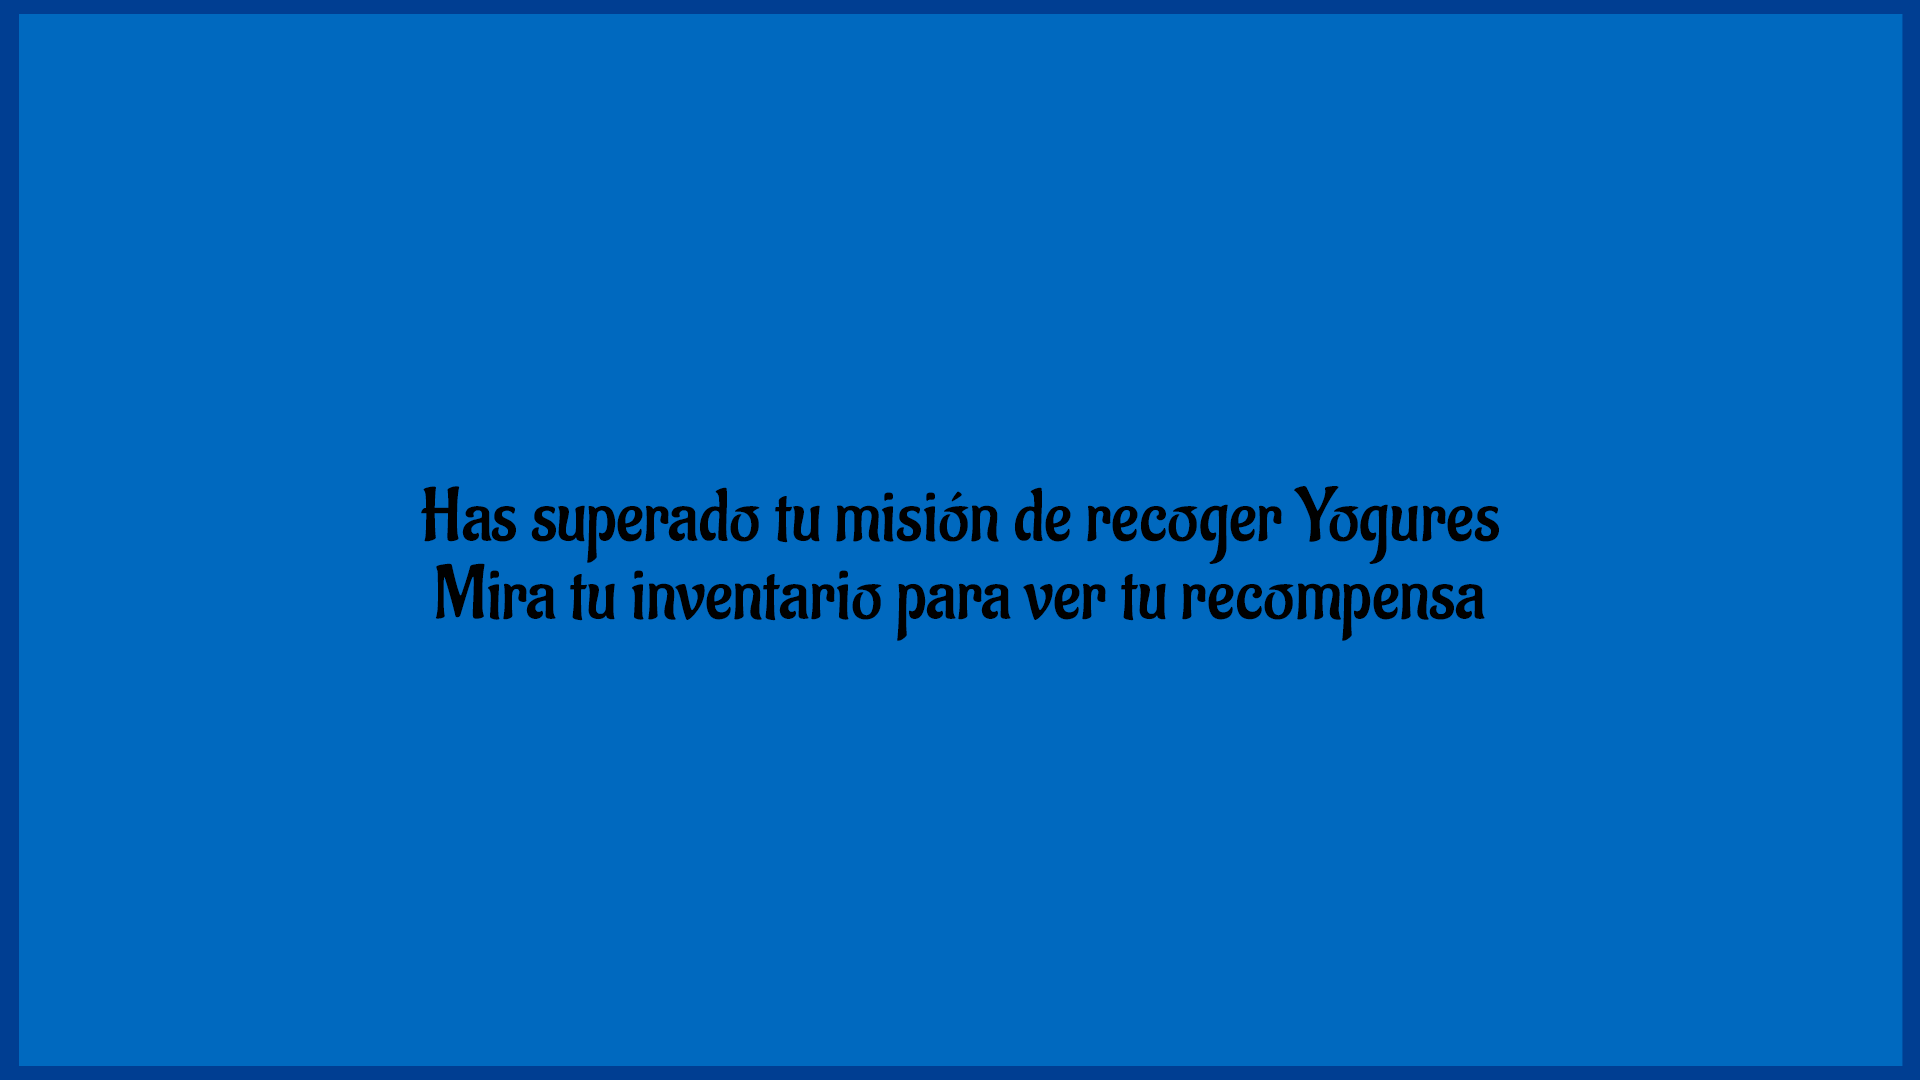 Has superado tu misión de recoger Yogures
Mira tu inventario para ver tu recompensa